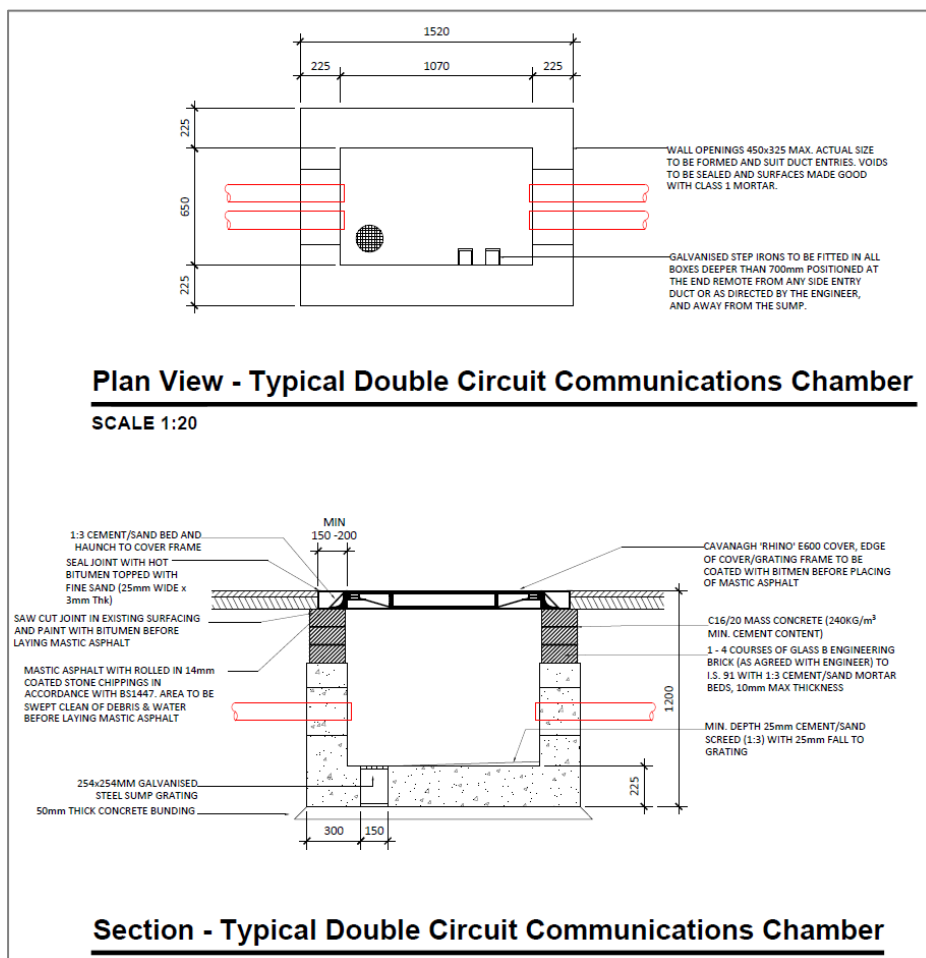 1520
225
1070
225
225
650
225
WALL OPENINGS 450x325 MAX. ACTUAL SIZE
TO BE FORMED AND SUIT DUCT ENTRIES. VOIDS
TO BE SEALED AND SURFACES MADE GOOD
WITH CLASS 1 MORTAR.
GALVANISED STEP IRONS TO BE FITTED IN ALL
BOXES DEEPER THAN 700mm POSITIONED AT
THE END REMOTE FROM ANY SIDE ENTRY
DUCT OR AS DIRECTED BY THE ENGINEER,
AND AWAY FROM THE SUMP.
Plan View - Typical Double Circuit Communications Chamber
SCALE 1:20
MIN
150 -200
1:3 CEMENT/SAND BED AND
HAUNCH TO COVER FRAME
SEAL JOINT WITH HOT
BITUMEN TOPPED WITH
FINE SAND (25mm WIDE x
3mm Thk)
SAW CUT JOINT IN EXISTING SURFACING
AND PAINT WITH BITUMEN BEFORE
LAYING MASTIC ASPHALT
MASTIC ASPHALT WITH ROLLED IN 14mm
COATED STONE CHIPPINGS IN
ACCORDANCE WITH BS1447. AREA TO BE
SWEPT CLEAN OF DEBRIS & WATER
BEFORE LAYING MASTIC ASPHALT
254x254MM GALVANISED
STEEL SUMP GRATING
50mm THICK CONCRETE BUNDING
CAVANAGH 'RHINO' E600 COVER, EDGE
OF COVER/GRATING FRAME TO BE
COATED WITH BITMEN BEFORE PLACING
OF MASTIC ASPHALT
C16/20 MASS CONCRETE (240KG/m³
MIN. CEMENT CONTENT)
1 - 4 COURSES OF GLASS B ENGINEERING
BRICK (AS AGREED WITH ENGINEER) TO
I.S. 91 WITH 1:3 CEMENT/SAND MORTAR
BEDS, 10mm MAX THICKNESS
MIN. DEPTH 25mm CEMENT/SAND
SCREED (1:3) WITH 25mm FALL TO
GRATING
1200
225
300
150
Section - Typical Double Circuit Communications Chamber